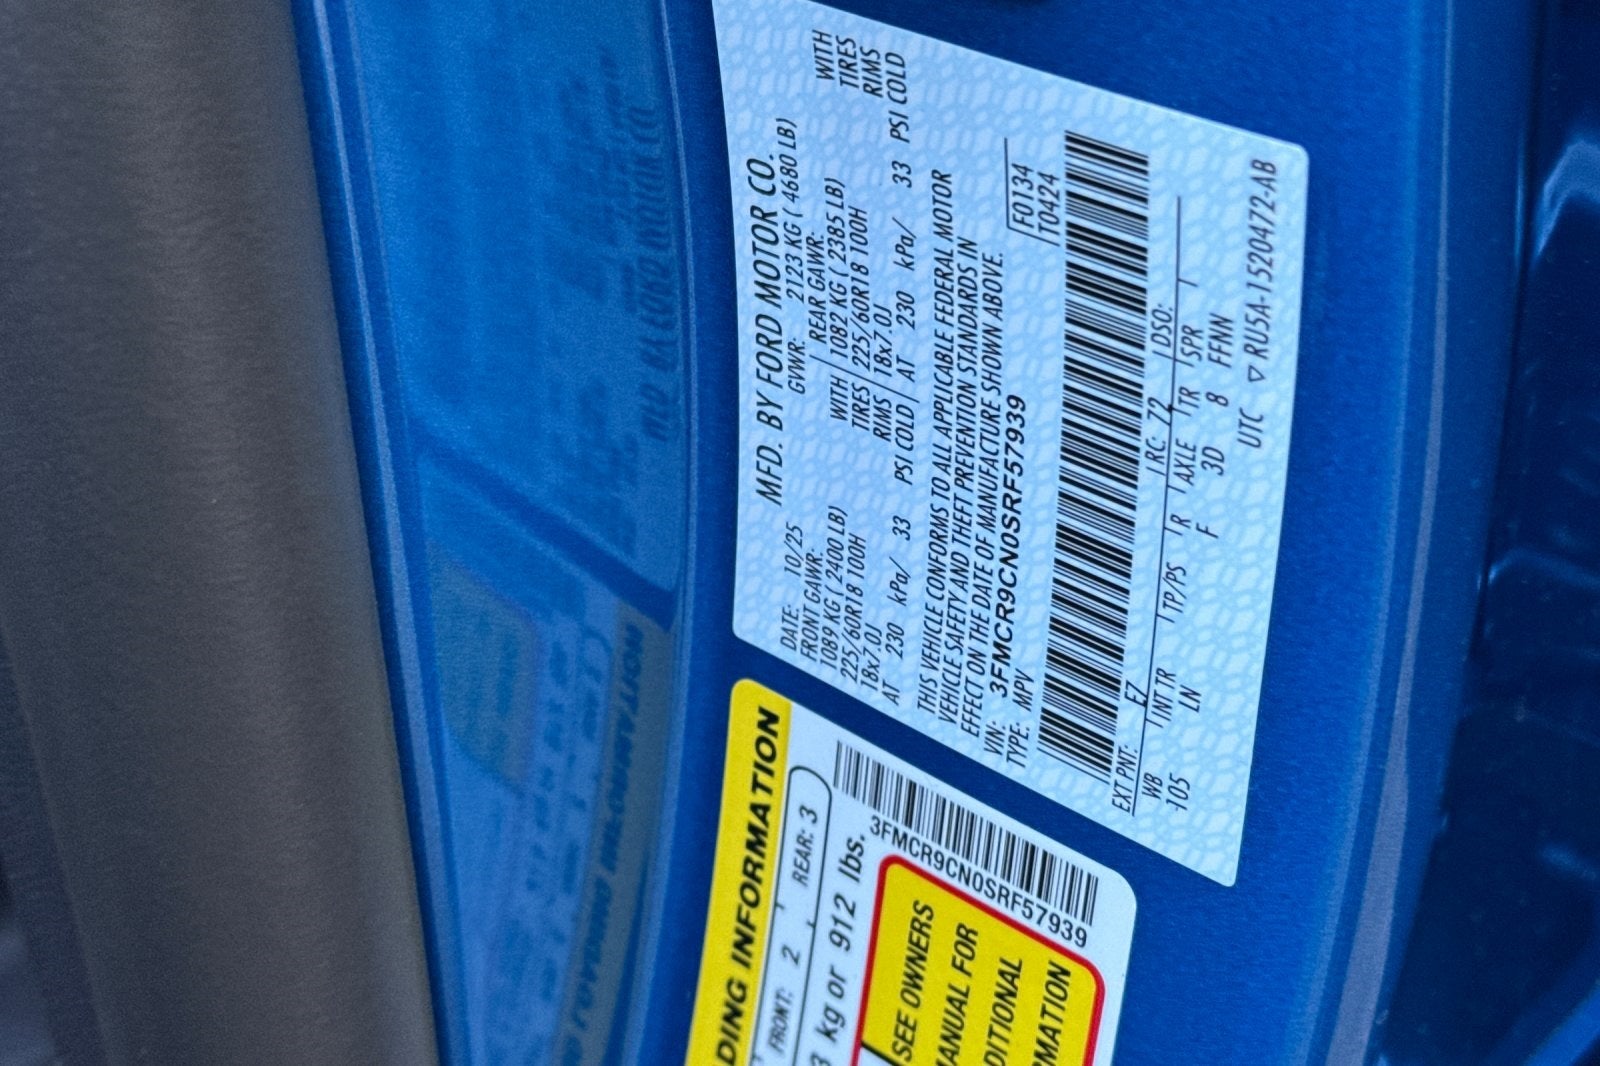 MFD. BY FORD MOTOR CO.
DATE: 10/25 GVWR: 2123 KG ( 4680 LB)
FRONT GAWR: REAR GAWR:
1089 KG ( 2400 LB) WITH 1082 KG ( 2385 LB) WITH
225/60R18 100H TIRES 225/60R18 100H TIRES
18x7.0J RIMS 18x7.0J RIMS
AT 230 kPa/ 33 PSI COLD AT 230 kPa/ 33 PSI COLD
THIS VEHICLE CONFORMS TO ALL APPLICABLE FEDERAL MOTOR
VEHICLE SAFETY AND THEFT PREVENTION STANDARDS IN
EFFECT ON THE DATE OF MANUFACTURE SHOWN ABOVE.
VIN: 3FMCR9CN0SRF57939 F0134
TYPE: MPV T0424
EXT PNT: EZ RC: 72 DSO:
WB INT TR TP/PS R AXLE TR SPR
105 LN F 3D 8 FFNN
UTC ▽ RU5A-1520472-AB
DING INFORMATION
FRONT: 2 REAR: 3
3 kg or 912 lbs.
3FMCR9CN0SRF57939
SEE OWNERS
MANUAL FOR
DITIONAL
RMATION